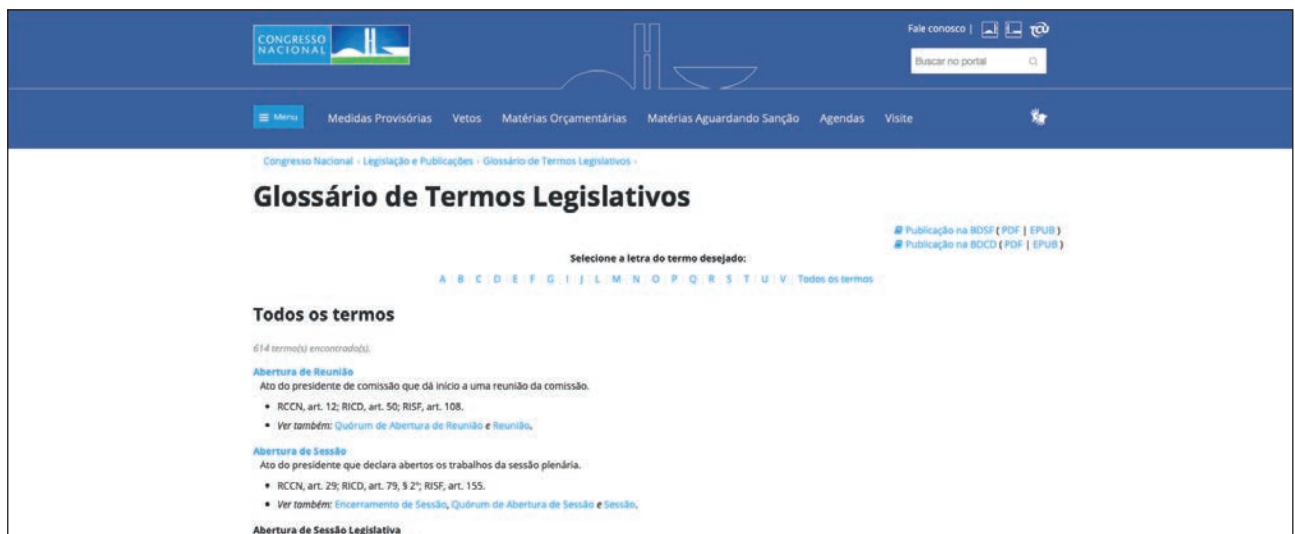 CONGRESSO
NACIONAL
Fale conosco |
TCU
Buscar no portal
Menu Medidas Provisórias Vetos Matérias Orçamentárias Matérias Aguardando Sanção Agendas Visite
Congresso Nacional › Legislação e Publicações › Glossário de Termos Legislativos ›
Glossário de Termos Legislativos
Publicação na BDSF ( PDF | EPUB )
Publicação na BDCD ( PDF | EPUB )
Selecione a letra do termo desejado:
A B C D E F G I J L M N O P Q R S T U V Todos os termos
Todos os termos
614 termo(s) encontrado(s).
Abertura de Reunião
Ato do presidente de comissão que dá início a uma reunião da comissão.
• RCCN, art. 12; RICD, art. 50; RISF, art. 108.
• Ver também: Quórum de Abertura de Reunião e Reunião.
Abertura de Sessão
Ato do presidente que declara abertos os trabalhos da sessão plenária.
• RCCN, art. 29; RICD, art. 79, § 2º; RISF, art. 155.
• Ver também: Encerramento de Sessão, Quórum de Abertura de Sessão e Sessão.
Abertura de Sessão Legislativa